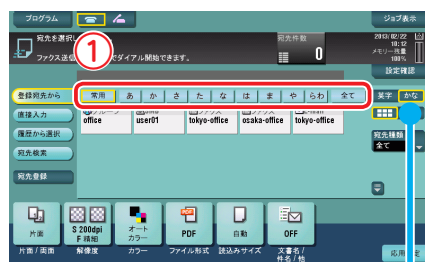 プログラム
ジョブ表示
宛先を選択し
ファクス送信
でダイアル開始できます。
宛先件数
0
2013/02/22
10:12
メモリー残量
100%
設定確認
1
登録宛先から
常用 あ か さ た な は ま や らわ 全て
英字 かな
直接入力
office
user01
tokyo-office
osaka-office
tokyo-office
履歴から選択
宛先検索
宛先種類
全て
宛先登録
片面
S 200dpi
F 精細
オート
カラー
PDF
自動
OFF
片面/両面
解像度
カラー
ファイル形式
読込みサイズ
文書名/
件名/他
応用
定